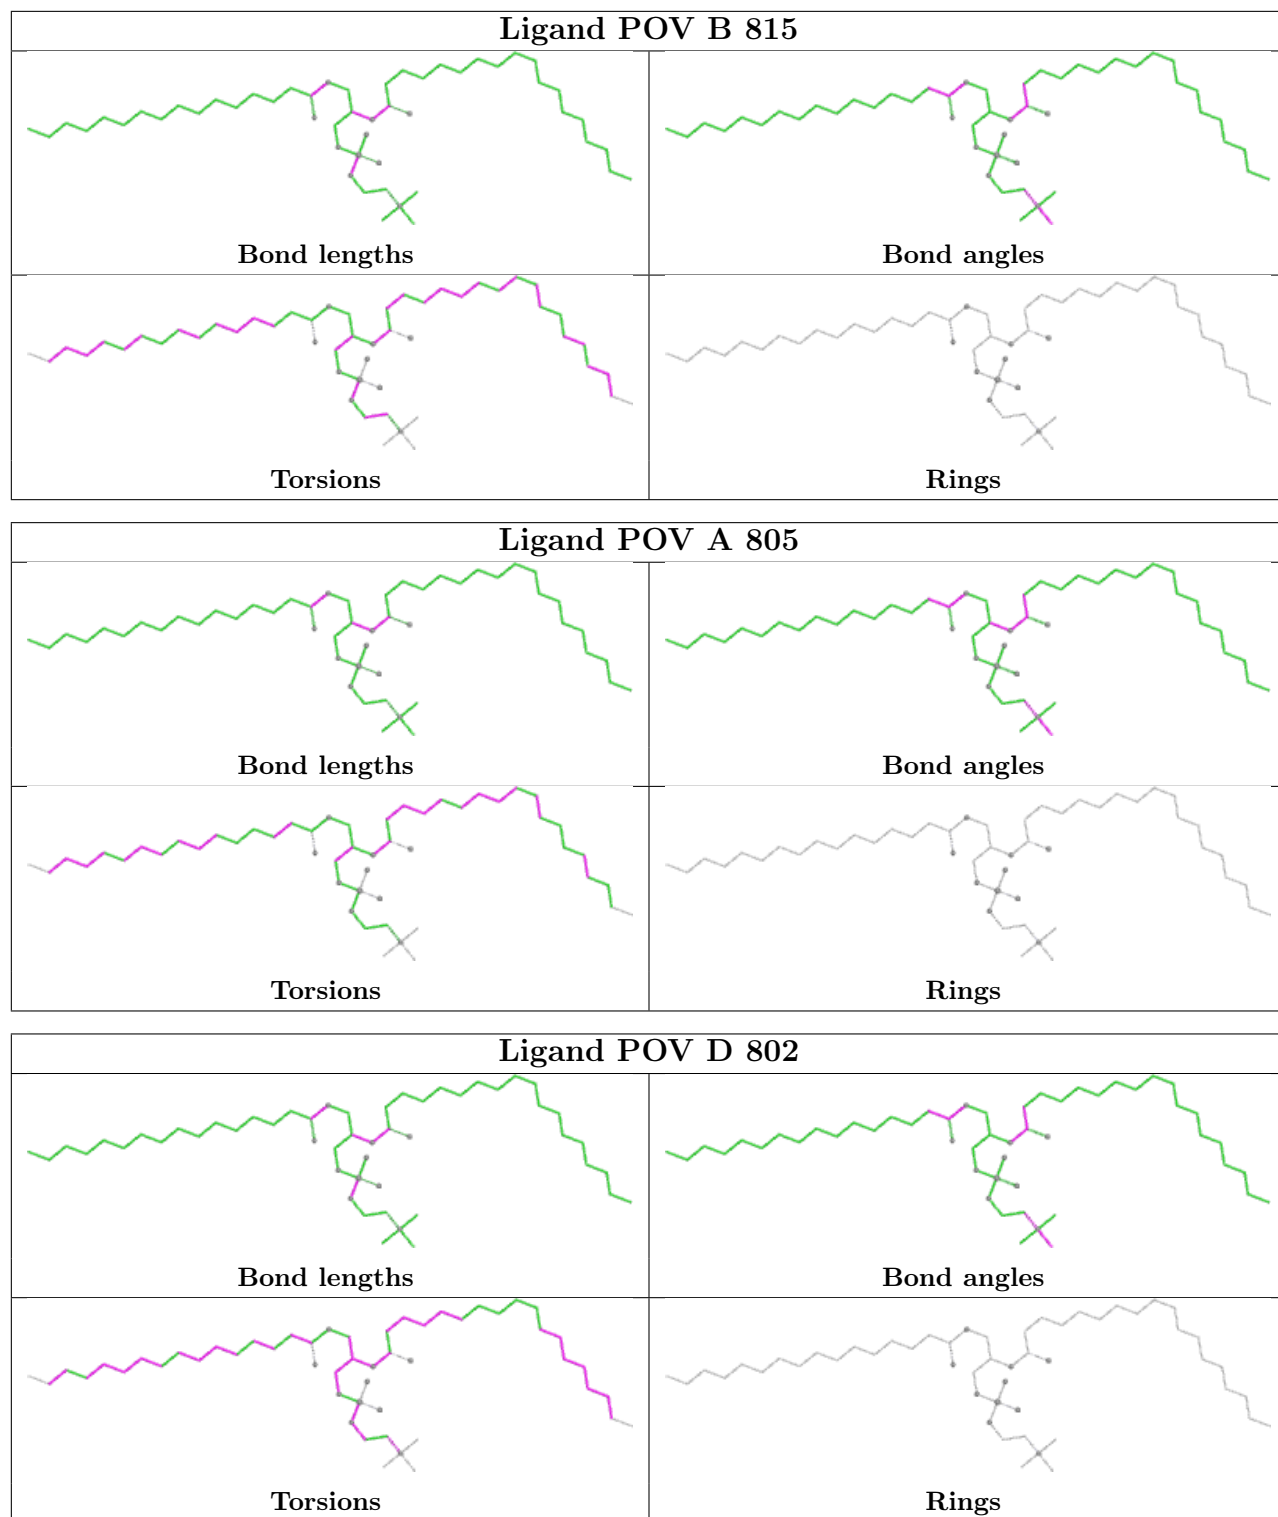 Ligand POV B 815
Bond lengths
Bond angles
Torsions
Rings
Ligand POV A 805
Bond lengths
Bond angles
Torsions
Rings
Ligand POV D 802
Bond lengths
Bond angles
Torsions
Rings